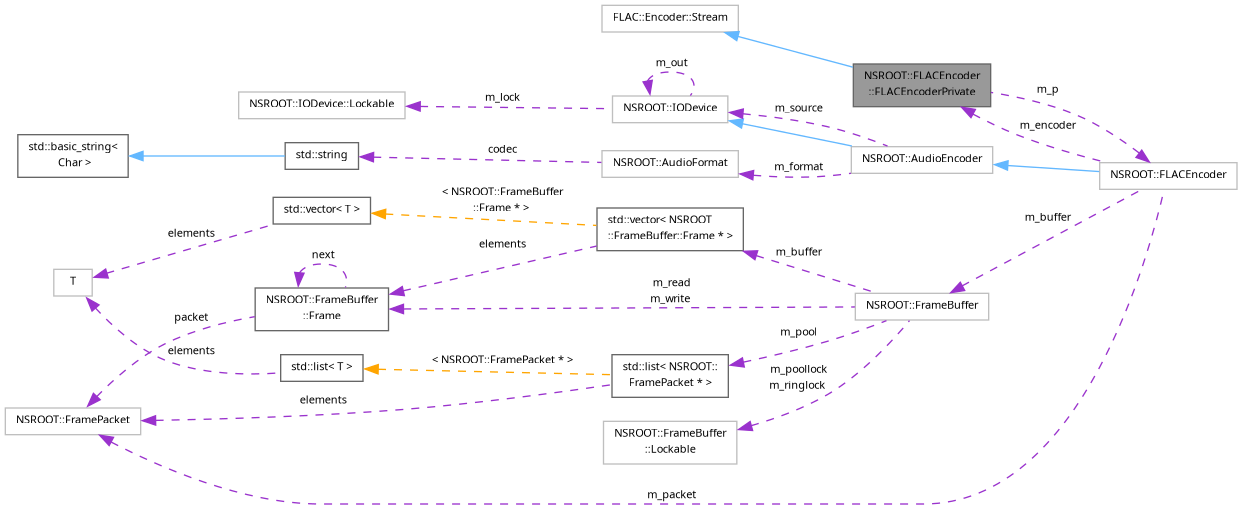 FLAC::Encoder::Stream
NSROOT::FLACEncoder
::FLACEncoderPrivate
m_out
m_p
NSROOT::IODevice::Lockable
m_lock
NSROOT::IODevice
m_source
m_encoder
std::basic_string<
Char >
std::string
codec
NSROOT::AudioFormat
m_format
NSROOT::AudioEncoder
NSROOT::FLACEncoder
< NSROOT::FrameBuffer
::Frame * >
std::vector< T >
std::vector< NSROOT
::FrameBuffer::Frame * >
m_buffer
elements
elements
next
m_buffer
T
NSROOT::FrameBuffer
::Frame
m_read
m_write
NSROOT::FrameBuffer
packet
m_pool
elements
std::list< T >
< NSROOT::FramePacket * >
std::list< NSROOT::
FramePacket * >
m_poollock
m_ringlock
elements
NSROOT::FramePacket
NSROOT::FrameBuffer
::Lockable
m_packet